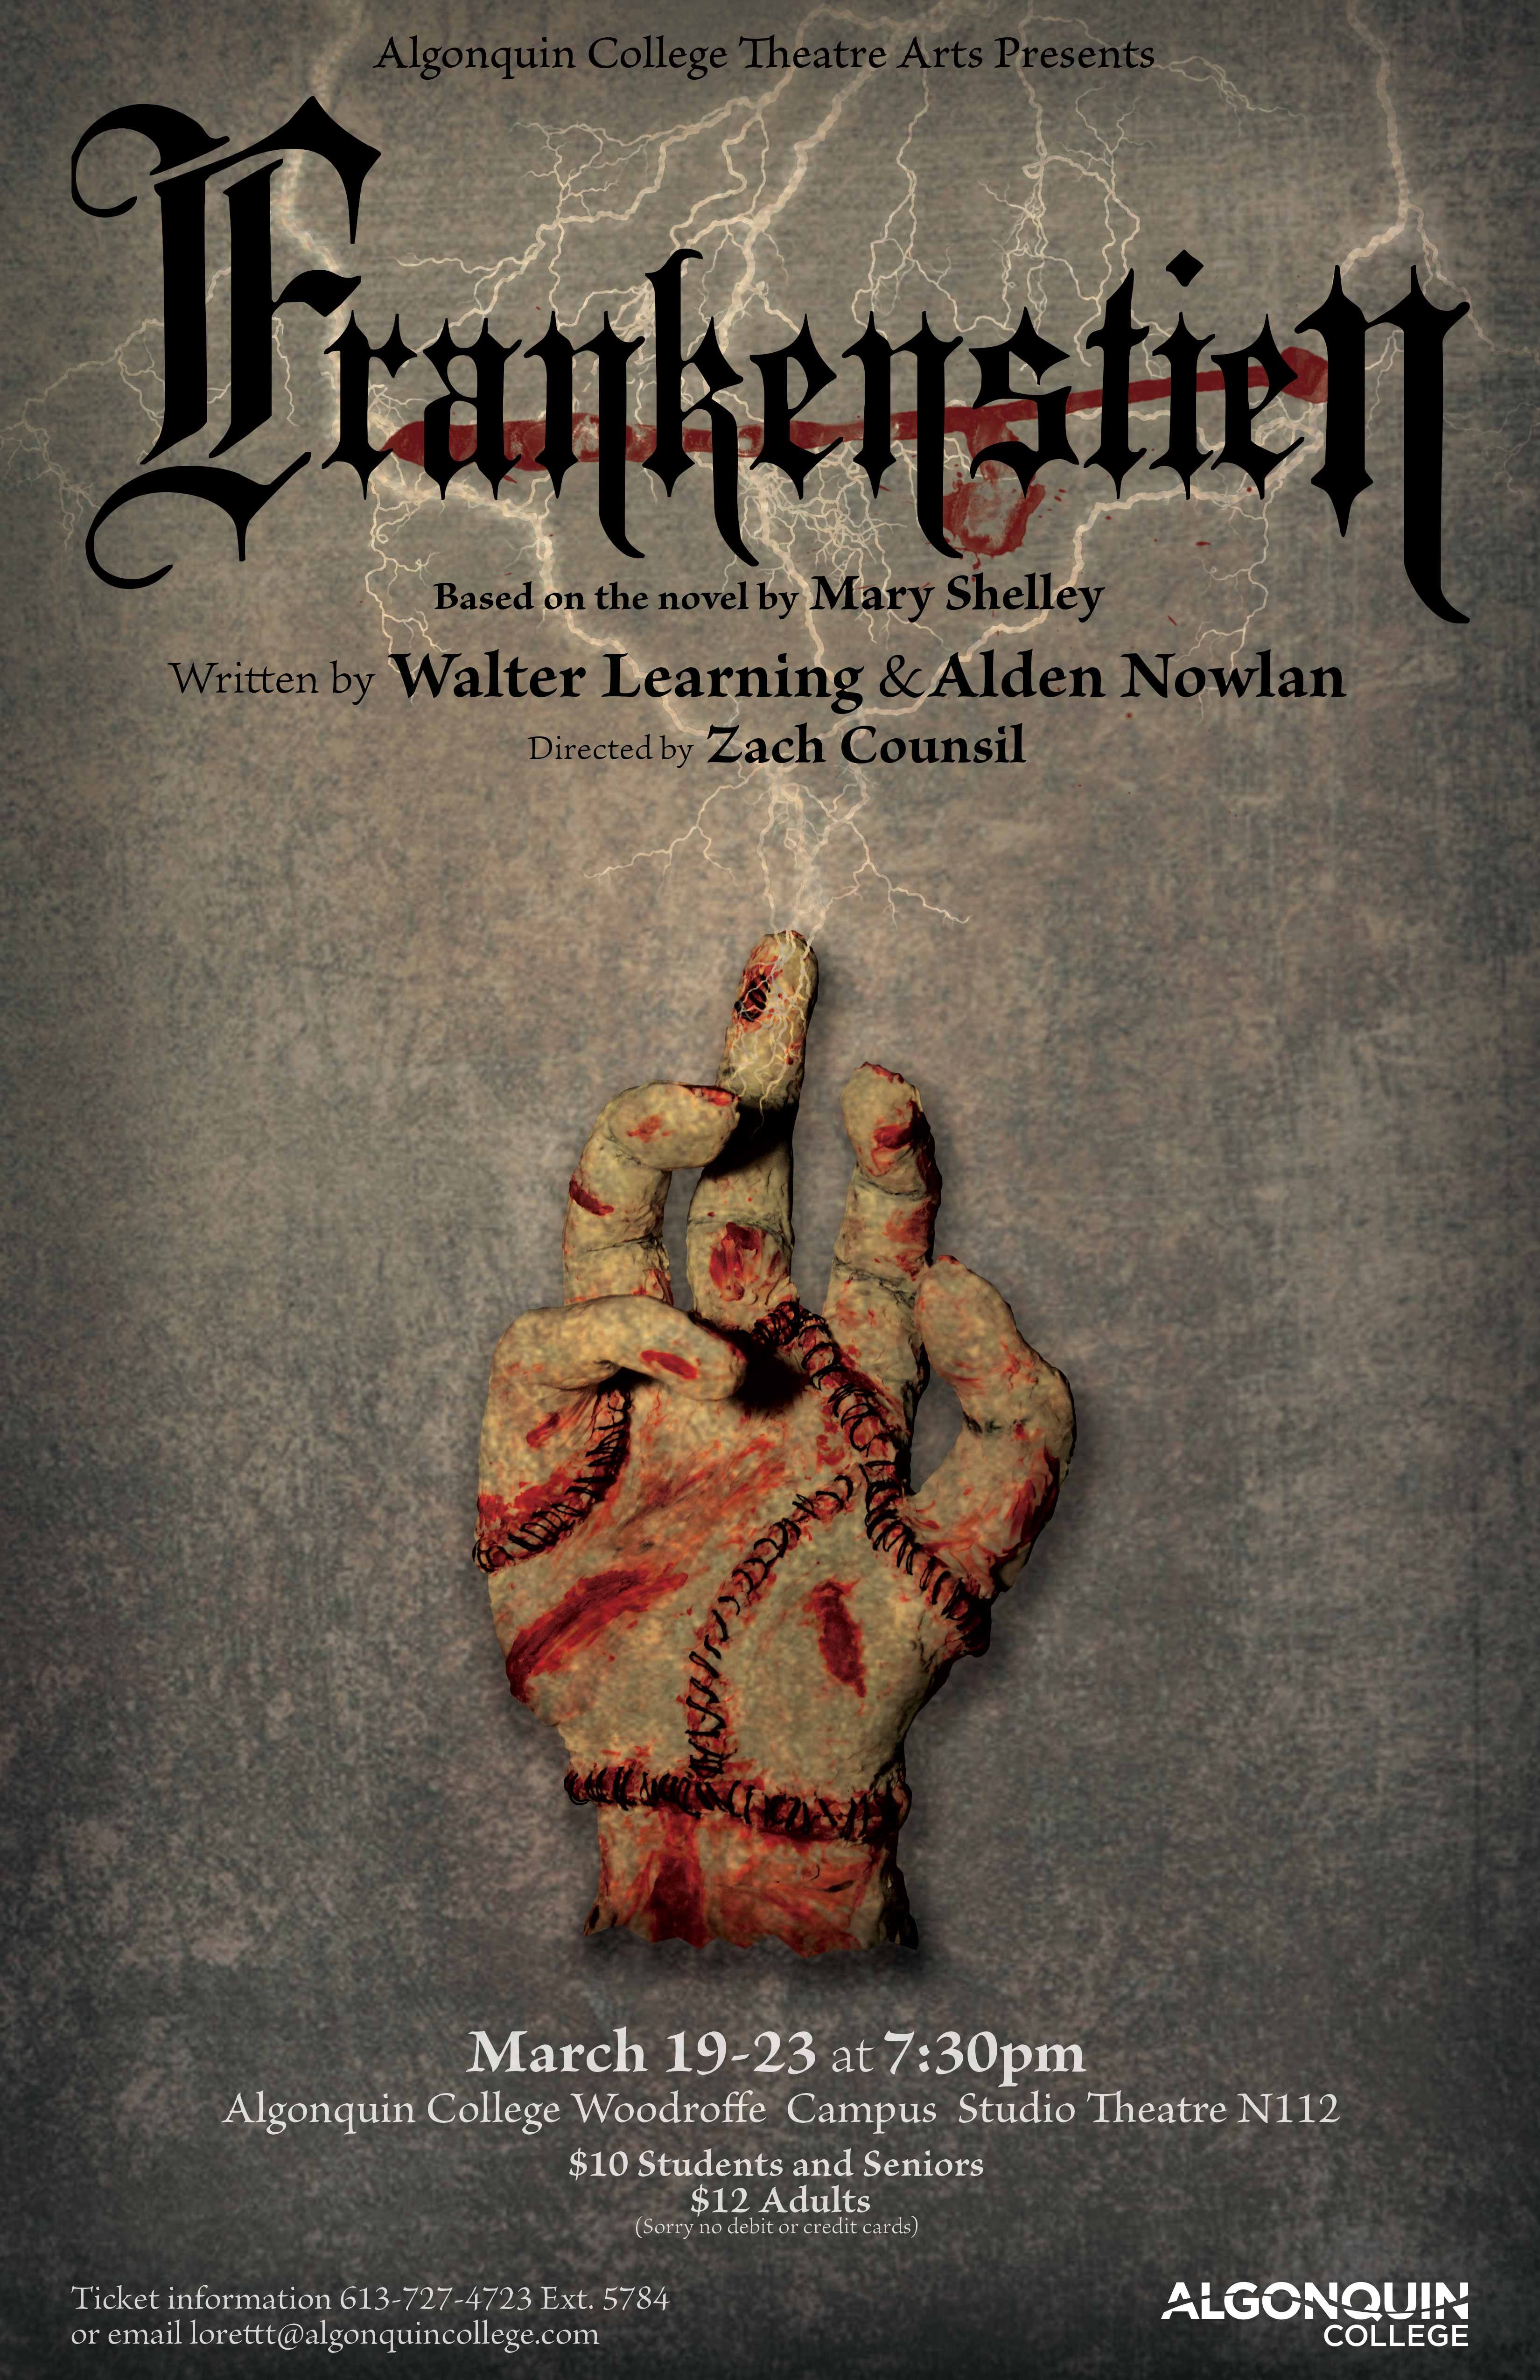 Algonquin College Theatre Arts Presents
Frankenstien
Based on the novel by Mary Shelley
Written by Walter Learning & Alden Nowlan
Directed by Zach Counsil
March 19-23 at 7:30pm
Algonquin College Woodroffe Campus Studio Theatre N112
$10 Students and Seniors
$12 Adults
(Sorry no debit or credit cards)
Ticket information 613-727-4723 Ext. 5784
or email lorettt@algonquincollege.com
ALGONQUIN
COLLEGE